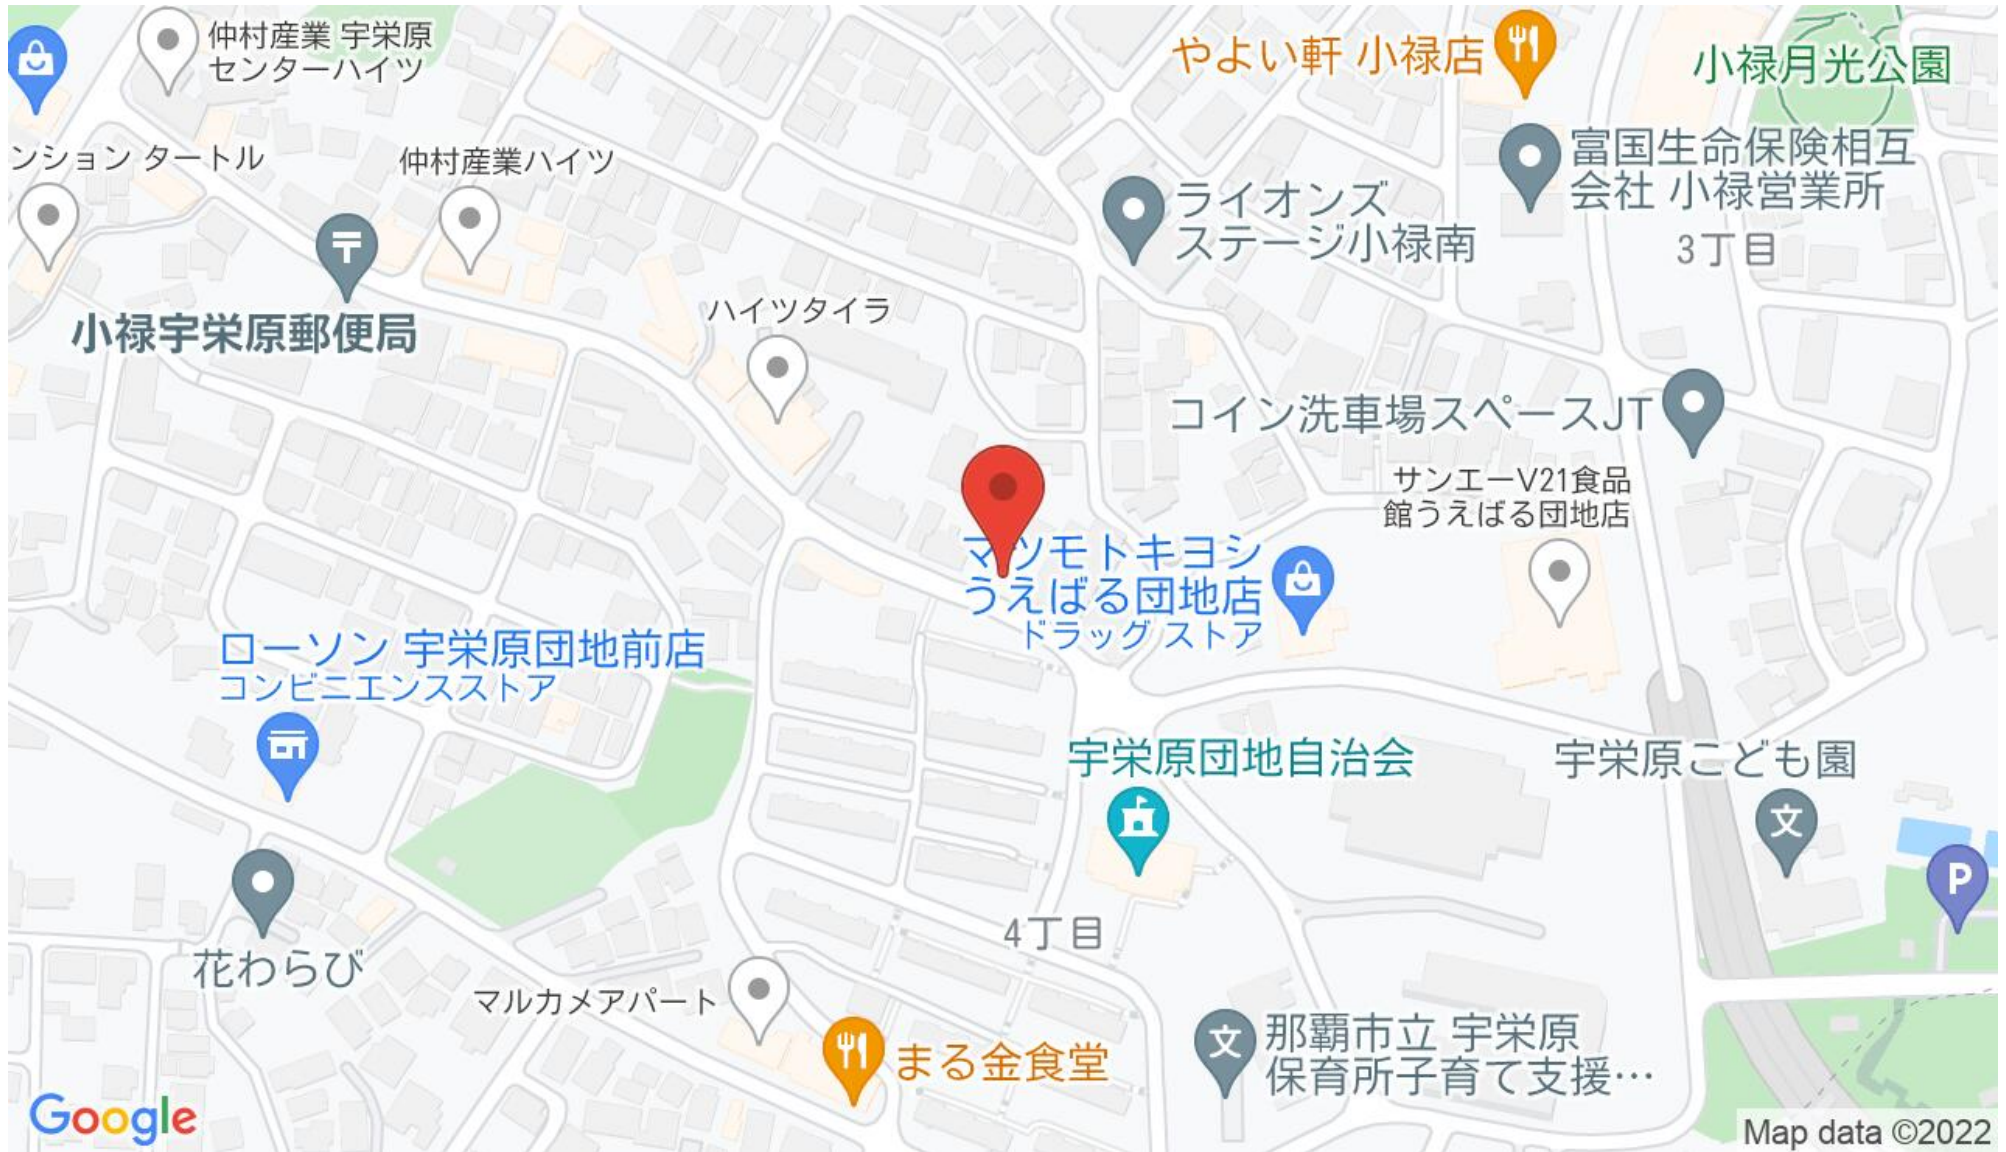 仲村産業 宇栄原
センターハイツ
やよい軒 小禄店
小禄月光公園
ンション タートル
仲村産業ハイツ
富国生命保険相互
会社 小禄営業所
ライオンズ
ステージ小禄南
3丁目
〒
小禄宇栄原郵便局
ハイツタイラ
コイン洗車場スペースJT
サンエーV21食品
館うえばる団地店
マツモトキヨシ
うえばる団地店
ドラッグ ストア
ローソン 宇栄原団地前店
コンビニエンスストア
宇栄原団地自治会
宇栄原こども園
文
P
花わらび
4丁目
マルカメアパート
まる金食堂
文
那覇市立 宇栄原
保育所子育て支援…
Google
Map data ©2022